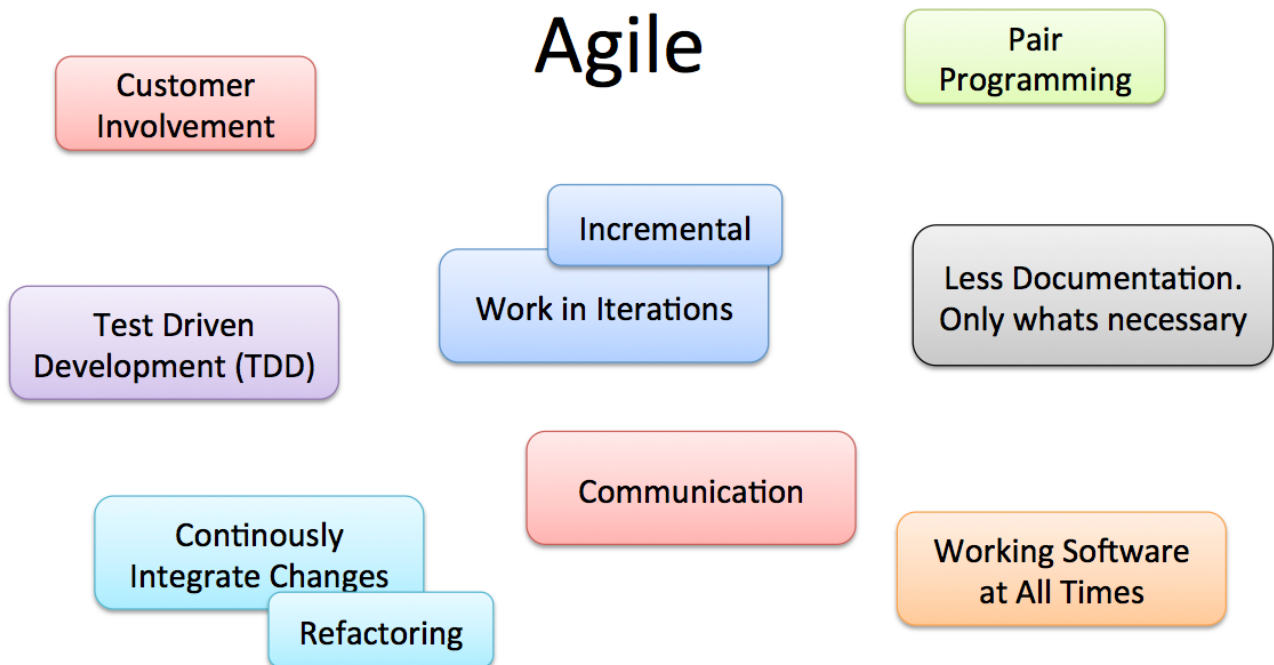 Agile
Customer
Involvement
Pair
Programming
Incremental
Work in Iterations
Less Documentation.
Only whats necessary
Test Driven
Development (TDD)
Communication
Continously
Integrate Changes
Refactoring
Working Software
at All Times